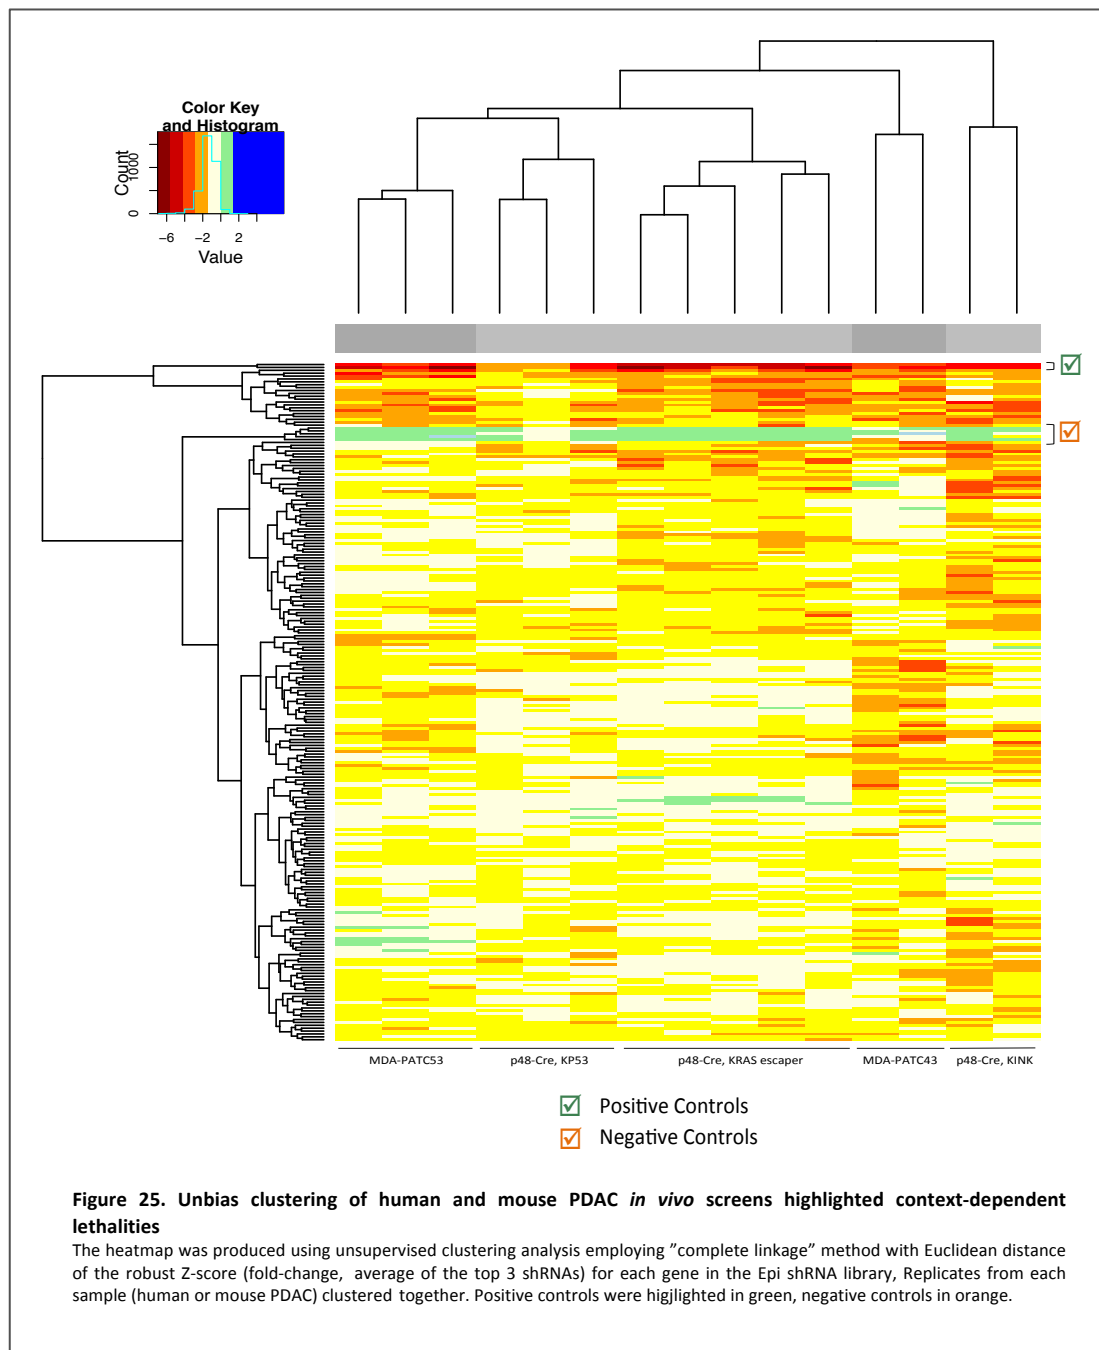 Color Key
and Histogram
Count
0
1000
−6
−2
2
Value
MDA-PATC53
p48-Cre, KP53
p48-Cre, KRAS escaper
MDA-PATC43
p48-Cre, KINK
Positive Controls
Negative Controls
Figure 25. Unbias clustering of human and mouse PDAC in vivo screens highlighted context-dependent
lethalities
The heatmap was produced using unsupervised clustering analysis employing ”complete linkage” method with Euclidean distance
of the robust Z-score (fold-change, average of the top 3 shRNAs) for each gene in the Epi shRNA library, Replicates from each
sample (human or mouse PDAC) clustered together. Positive controls were higjlighted in green, negative controls in orange.